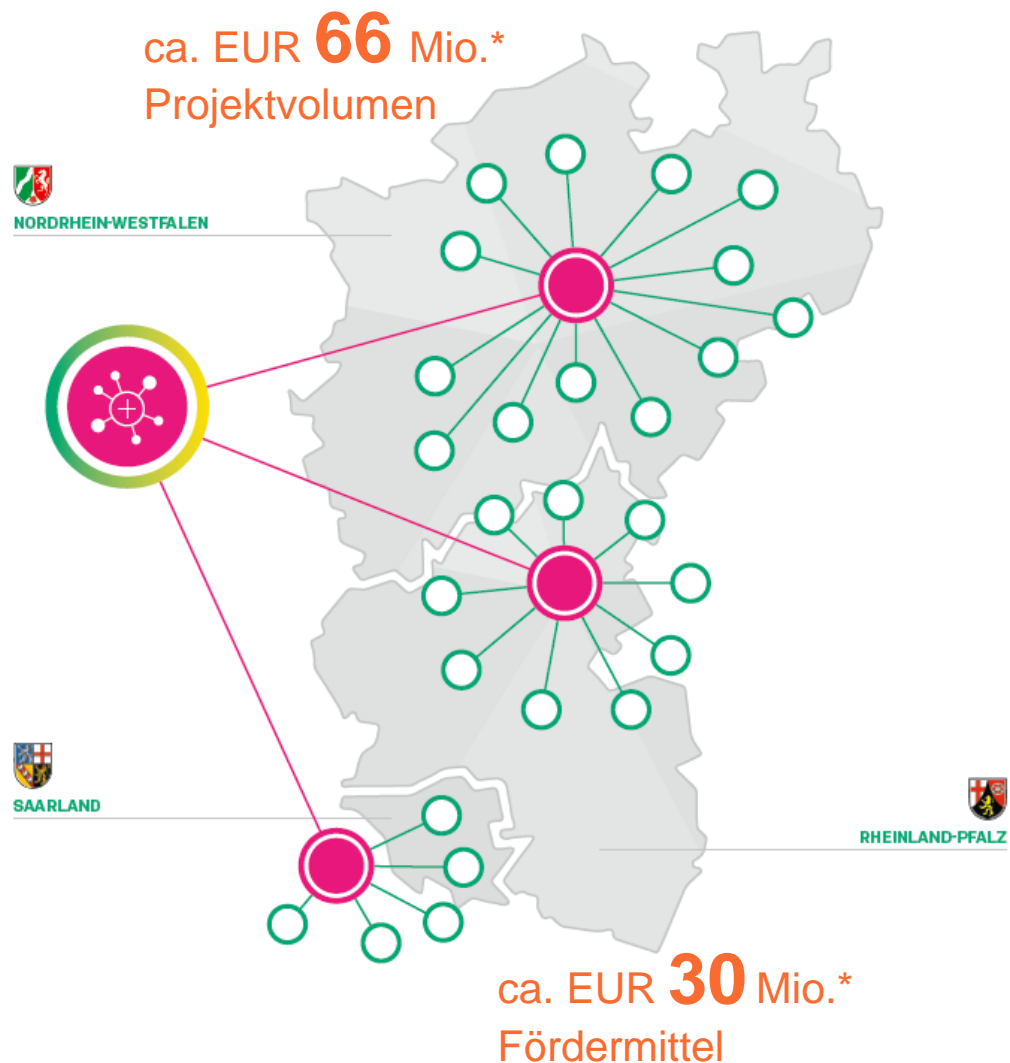 ca. EUR 66 Mio.*
Projektvolumen
NORDRHEIN-WESTFALEN
SAARLAND
RHEINLAND-PFALZ
ca. EUR 30 Mio.*
Fördermittel